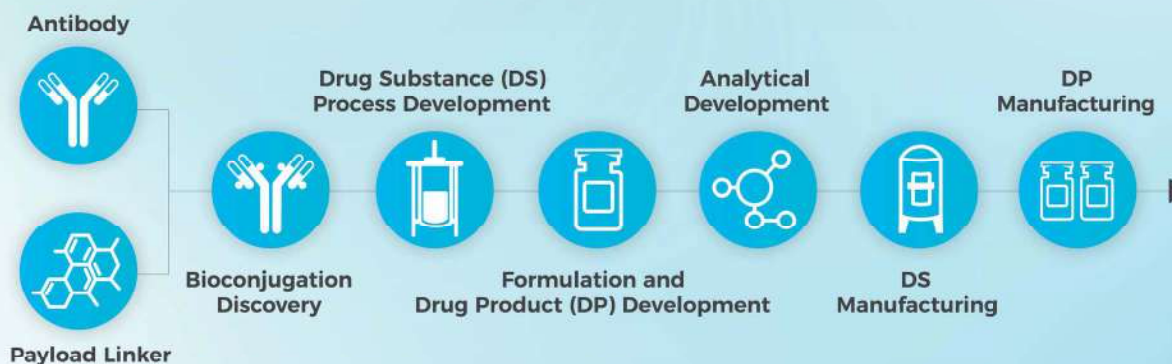 Antibody
Payload Linker
Bioconjugation
Discovery
Drug Substance (DS)
Process Development
Formulation and
Drug Product (DP) Development
Analytical
Development
DS
Manufacturing
DP
Manufacturing